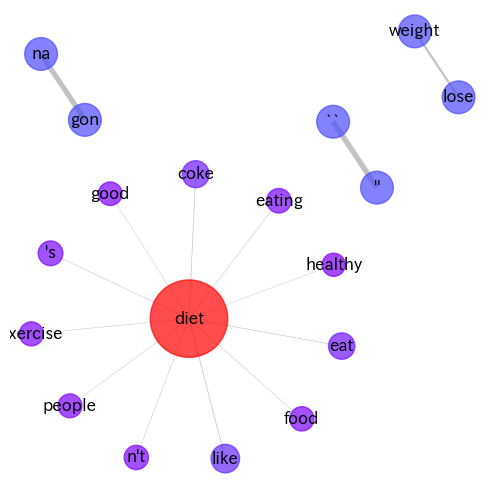 weight
na
lose
gon
``
''
coke
good
eating
's
healthy
diet
xercise
eat
people
food
n't
like